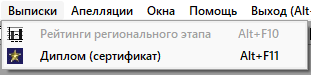 Выписки Апелляции Окна Помощь Выход (Alt
Рейтинги регионального этапа Alt+F10
Диплом (сертификат) Alt+F11